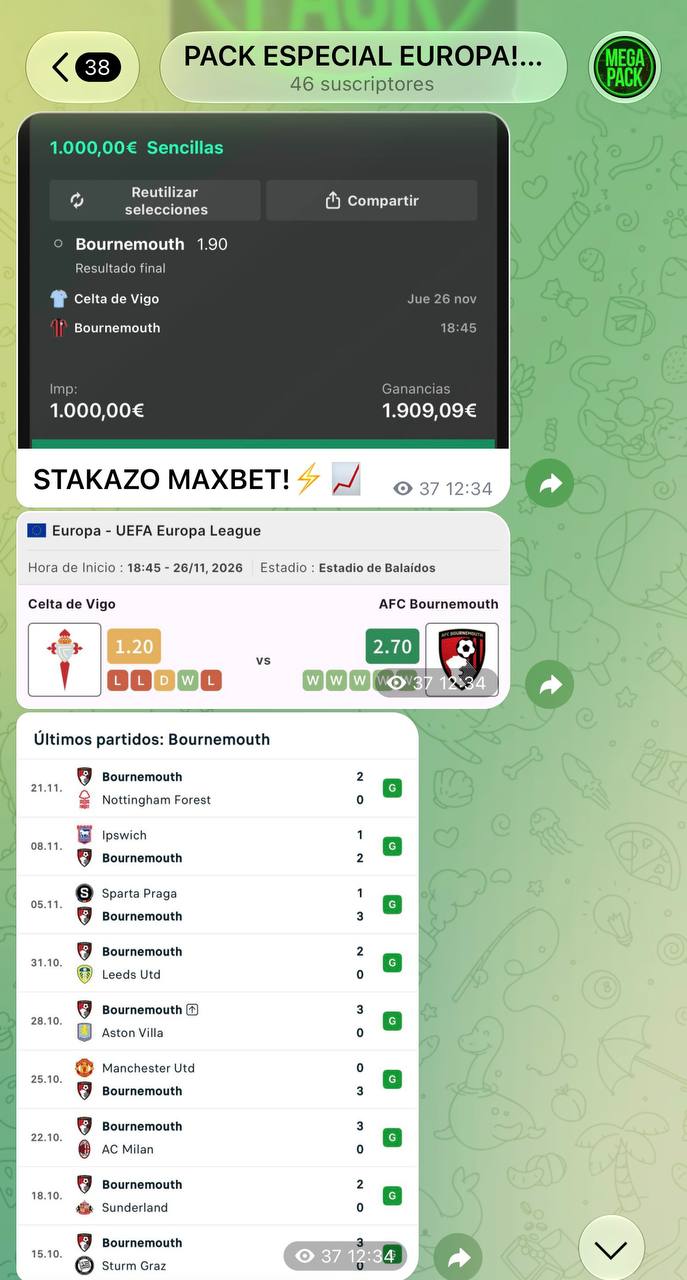 38
PACK ESPECIAL EUROPA!...
46 suscriptores
MEGA
PACK
1.000,00€ Sencillas
Reutilizar
selecciones
Compartir
Bournemouth 1.90
Resultado final
Celta de Vigo Jue 26 nov
Bournemouth 18:45
Imp: Ganancias
1.000,00€ 1.909,09€
STAKAZO MAXBET!⚡📈 37 12:34
Europa - UEFA Europa League
Hora de Inicio : 18:45 - 26/11, 2026 Estadio : Estadio de Balaídos
Celta de Vigo AFC Bournemouth
1.20 vs 2.70 AFC BOURNEMOUTH
L L D W L W W W W W 37 12:34
Últimos partidos: Bournemouth
21.11. Bournemouth 2 G
Nottingham Forest 0
08.11. Ipswich 1 G
Bournemouth 2
05.11. Sparta Praga 1 G
Bournemouth 3
31.10. Bournemouth 2 G
Leeds Utd 0
28.10. Bournemouth 3 G
Aston Villa 0
25.10. Manchester Utd 0 G
Bournemouth 3
22.10. Bournemouth 3 G
AC Milan 0
18.10. Bournemouth 2 G
Sunderland 0
15.10. Bournemouth 3 G
Sturm Graz 0
37 12:34